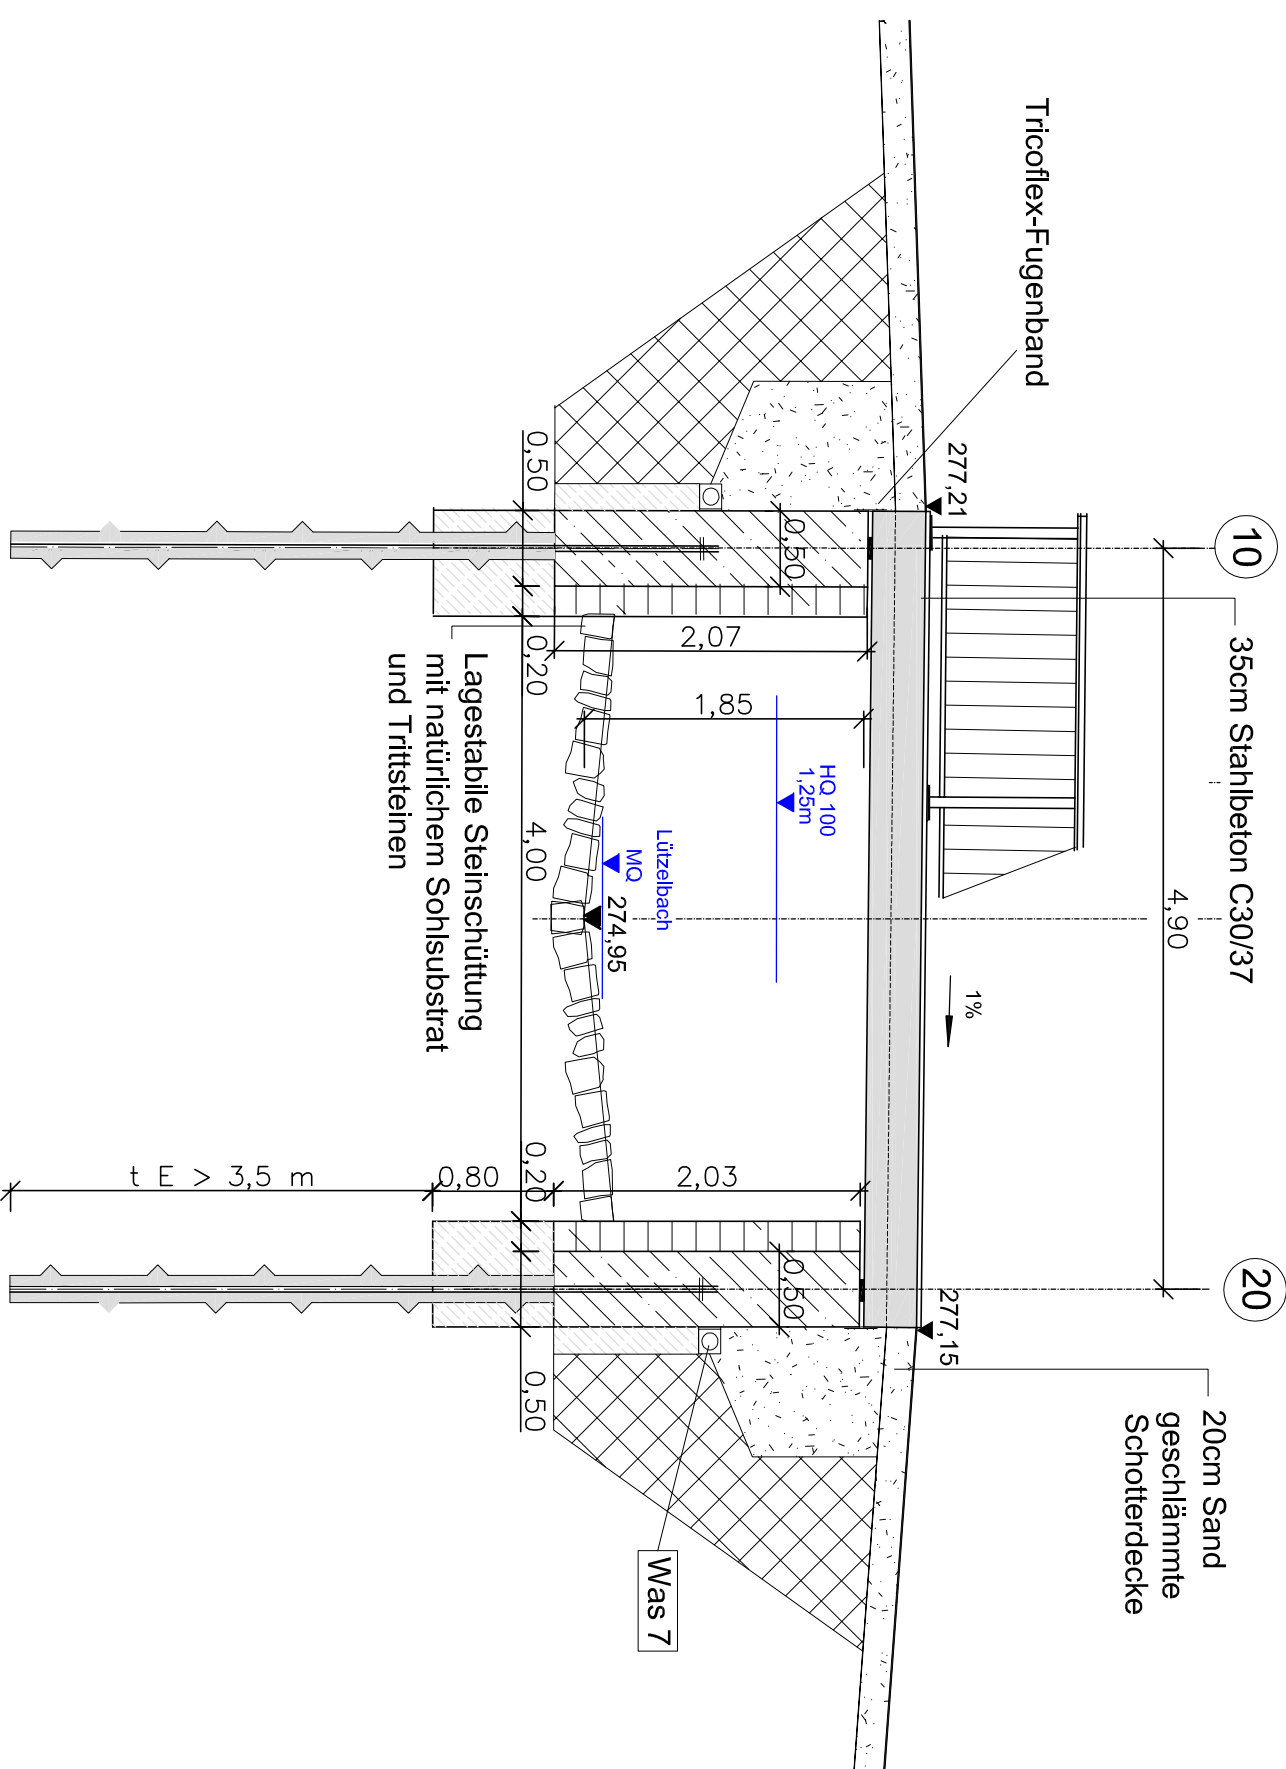 10
20
35cm Stahlbeton C30/37
4,90
20cm Sand
geschlämmte
Schotterdecke
Tricoflex-Fugenband
277,21
1%
277,15
HQ 100
1,25m
0,50
0,50
2,07
1,85
2,03
Lützelbach
MQ
274,95
Was 7
0,50
0,20
4,00
0,20
0,50
0,80
t E > 3,5 m
Lagestabile Steinschüttung
mit natürlichem Sohlsubstrat
und Trittsteinen